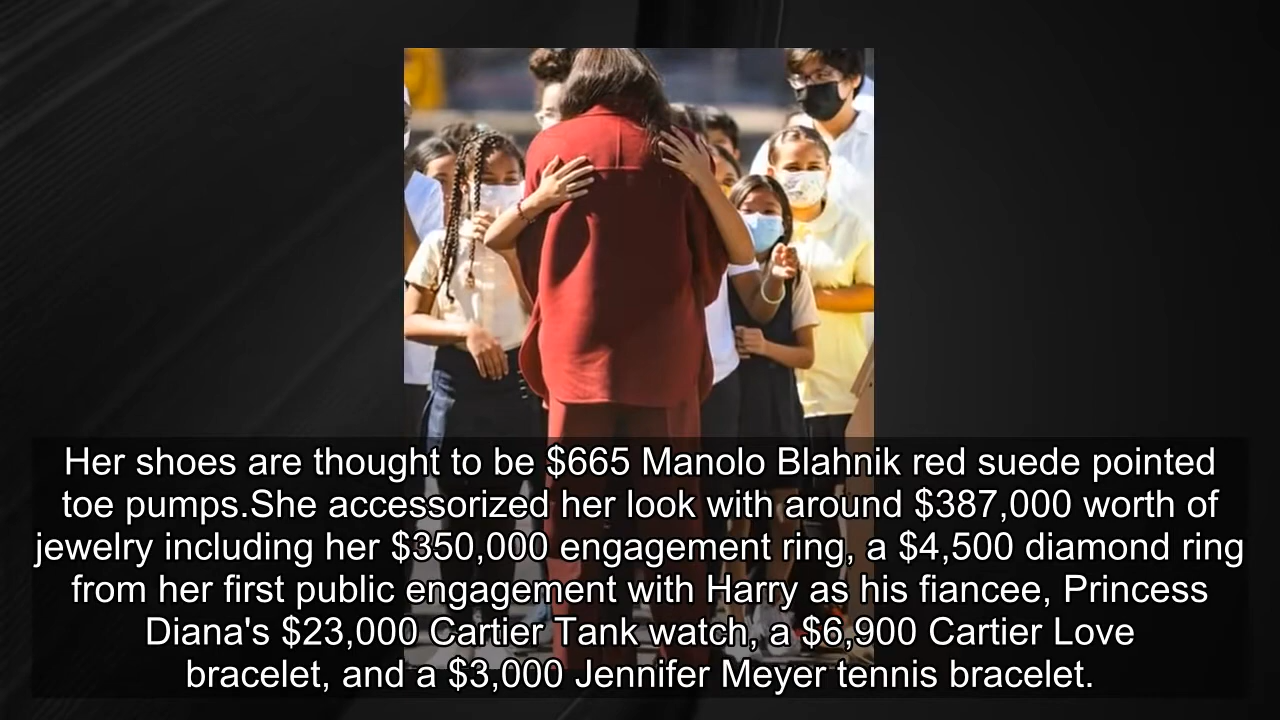 Her shoes are thought to be $665 Manolo Blahnik red suede pointed
toe pumps.She accessorized her look with around $387,000 worth of
jewelry including her $350,000 engagement ring, a $4,500 diamond ring
from her first public engagement with Harry as his fiancee, Princess
Diana's $23,000 Cartier Tank watch, a $6,900 Cartier Love
bracelet, and a $3,000 Jennifer Meyer tennis bracelet.